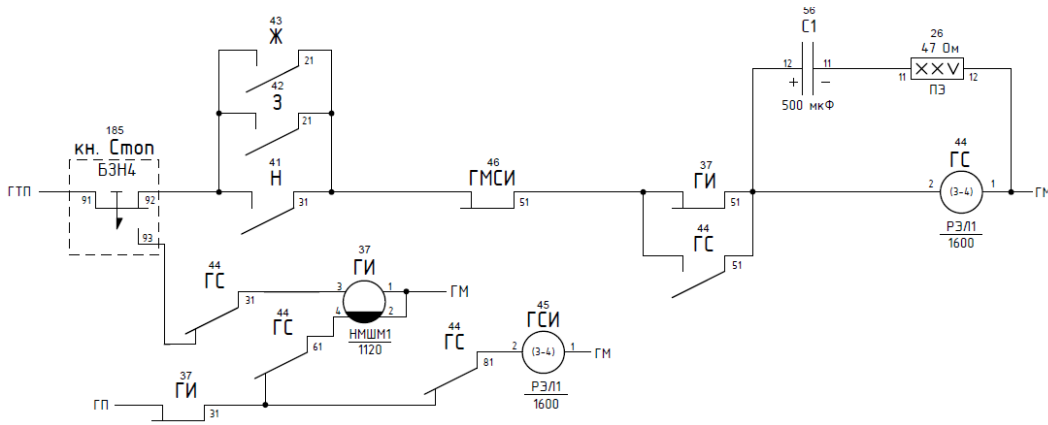 43
Ж
21
42
З
21
41
Н
31
56
С1
12
11
+
–
500 мкФ
26
47 Ом
11
XXV
12
ПЭ
185
кн. Стоп
БЗН4
ГТП
91
92
93
46
ГМСИ
51
37
ГИ
51
44
ГС
51
44
ГС
2
(3-4)
1
ГМ
РЭЛ1
1600
44
ГС
31
37
ГИ
3
1
4
2
ГМ
НМШМ1
1120
44
ГС
61
44
ГС
81
45
ГСИ
2
(3-4)
1
ГМ
РЭЛ1
1600
37
ГИ
ГП
31